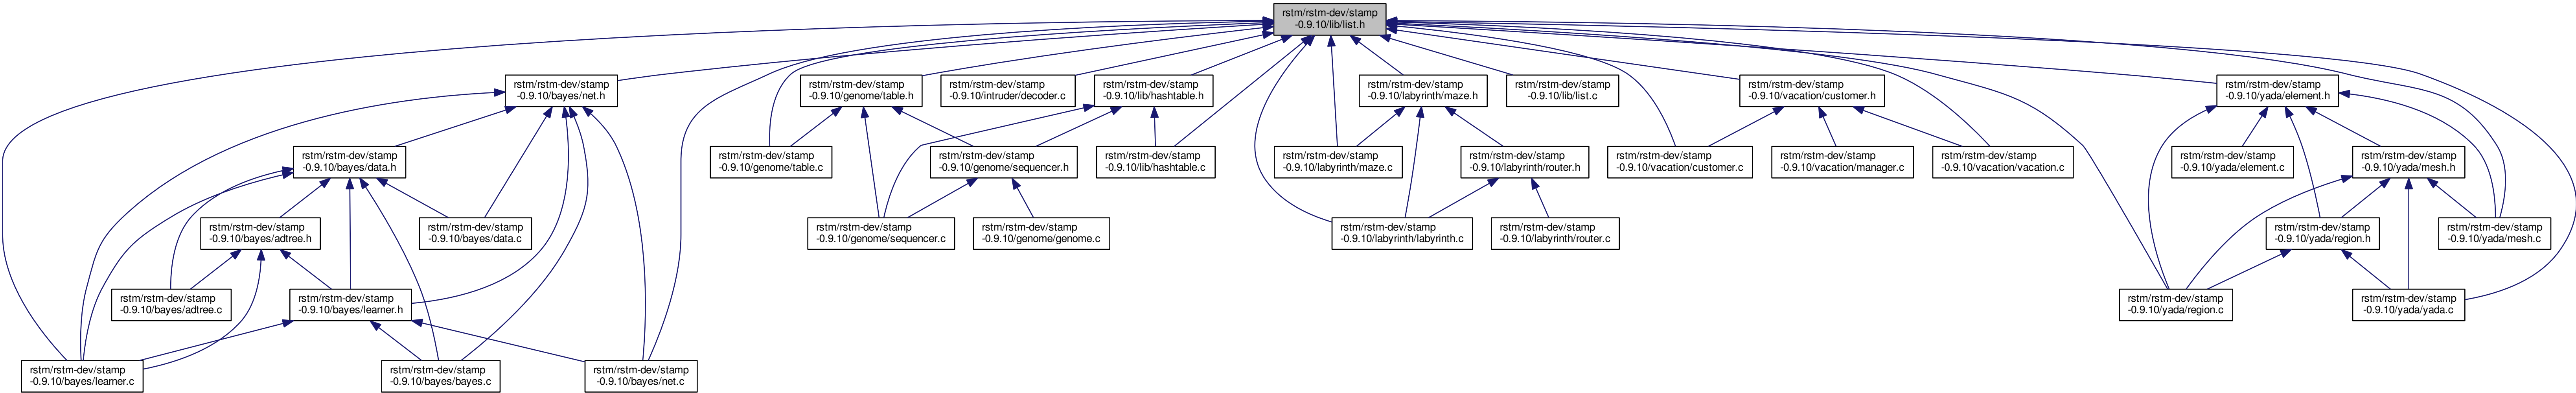 rstm/rstm-dev/stamp
-0.9.10/lib/list.h
rstm/rstm-dev/stamp
-0.9.10/bayes/net.h
rstm/rstm-dev/stamp
-0.9.10/genome/table.h
rstm/rstm-dev/stamp
-0.9.10/intruder/decoder.c
rstm/rstm-dev/stamp
-0.9.10/lib/hashtable.h
rstm/rstm-dev/stamp
-0.9.10/labyrinth/maze.h
rstm/rstm-dev/stamp
-0.9.10/lib/list.c
rstm/rstm-dev/stamp
-0.9.10/vacation/customer.h
rstm/rstm-dev/stamp
-0.9.10/yada/element.h
rstm/rstm-dev/stamp
-0.9.10/bayes/data.h
rstm/rstm-dev/stamp
-0.9.10/genome/table.c
rstm/rstm-dev/stamp
-0.9.10/genome/sequencer.h
rstm/rstm-dev/stamp
-0.9.10/lib/hashtable.c
rstm/rstm-dev/stamp
-0.9.10/labyrinth/maze.c
rstm/rstm-dev/stamp
-0.9.10/labyrinth/router.h
rstm/rstm-dev/stamp
-0.9.10/vacation/customer.c
rstm/rstm-dev/stamp
-0.9.10/vacation/manager.c
rstm/rstm-dev/stamp
-0.9.10/vacation/vacation.c
rstm/rstm-dev/stamp
-0.9.10/yada/element.c
rstm/rstm-dev/stamp
-0.9.10/yada/mesh.h
rstm/rstm-dev/stamp
-0.9.10/bayes/adtree.h
rstm/rstm-dev/stamp
-0.9.10/bayes/data.c
rstm/rstm-dev/stamp
-0.9.10/genome/sequencer.c
rstm/rstm-dev/stamp
-0.9.10/genome/genome.c
rstm/rstm-dev/stamp
-0.9.10/labyrinth/labyrinth.c
rstm/rstm-dev/stamp
-0.9.10/labyrinth/router.c
rstm/rstm-dev/stamp
-0.9.10/yada/region.h
rstm/rstm-dev/stamp
-0.9.10/yada/mesh.c
rstm/rstm-dev/stamp
-0.9.10/bayes/adtree.c
rstm/rstm-dev/stamp
-0.9.10/bayes/learner.h
rstm/rstm-dev/stamp
-0.9.10/yada/region.c
rstm/rstm-dev/stamp
-0.9.10/yada/yada.c
rstm/rstm-dev/stamp
-0.9.10/bayes/learner.c
rstm/rstm-dev/stamp
-0.9.10/bayes/bayes.c
rstm/rstm-dev/stamp
-0.9.10/bayes/net.c